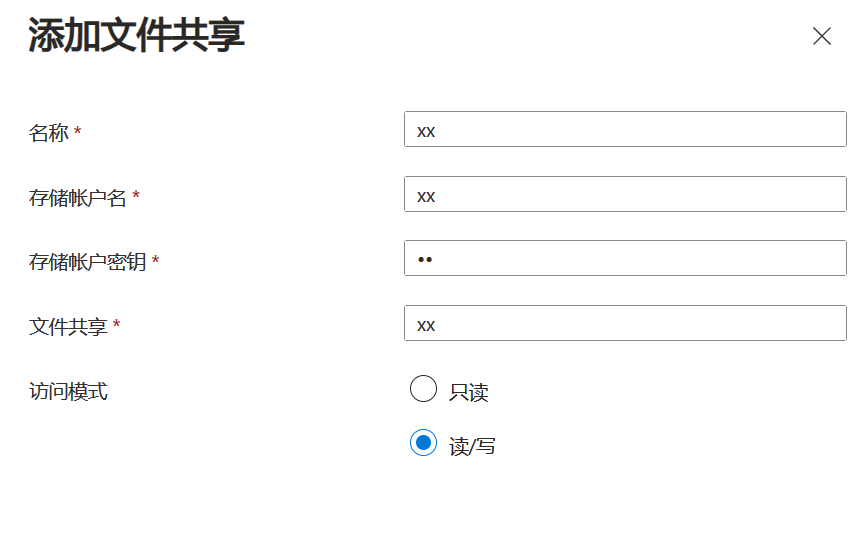 添加文件共享
名称 *
xx
存储帐户名 *
xx
存储帐户密钥 *
••
文件共享 *
xx
访问模式
只读
读/写